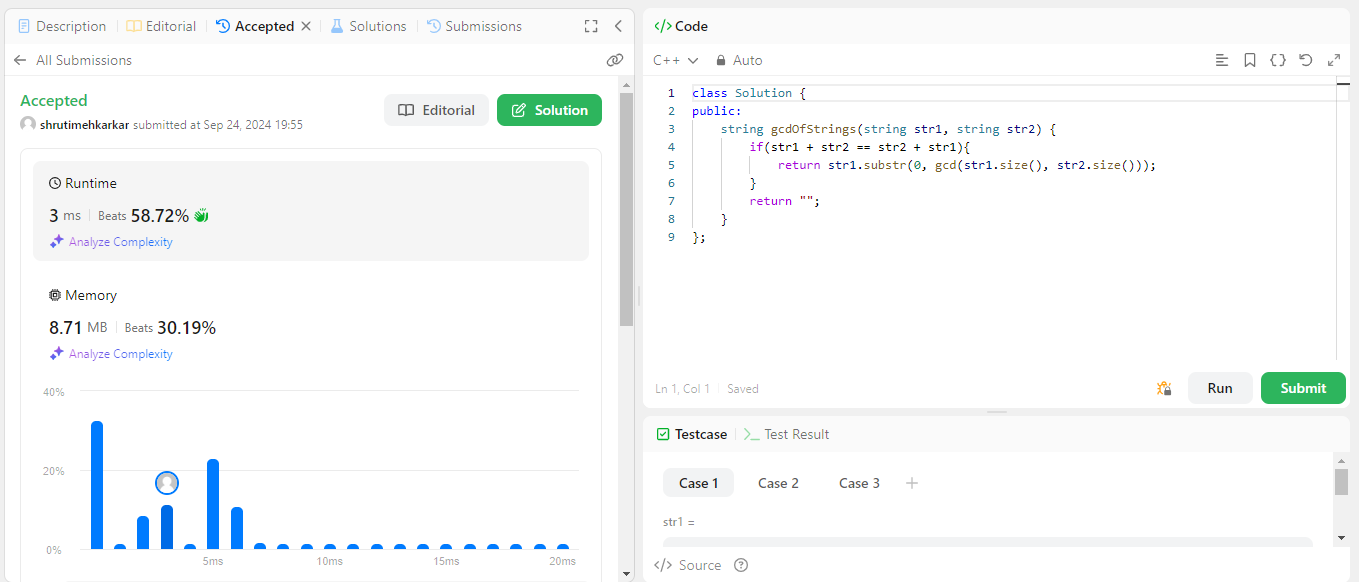 Description
Editorial
Accepted
Solutions
Submissions
All Submissions
Accepted
shrutimehkarkar submitted at Sep 24, 2024 19:55
Editorial
Solution
Runtime
3 ms Beats 58.72%
Analyze Complexity
Memory
8.71 MB Beats 30.19%
Analyze Complexity
40%
20%
0%
5ms 10ms 15ms 20ms
</> Code
C++ Auto
1 class Solution {
2 public:
3     string gcdOfStrings(string str1, string str2) {
4         if(str1 + str2 == str2 + str1){
5             return str1.substr(0, gcd(str1.size(), str2.size()));
6         }
7         return "";
8     }
9 };
Ln 1, Col 1 Saved
Run
Submit
Testcase
>_ Test Result
Case 1 Case 2 Case 3 +
str1 =
</> Source ?